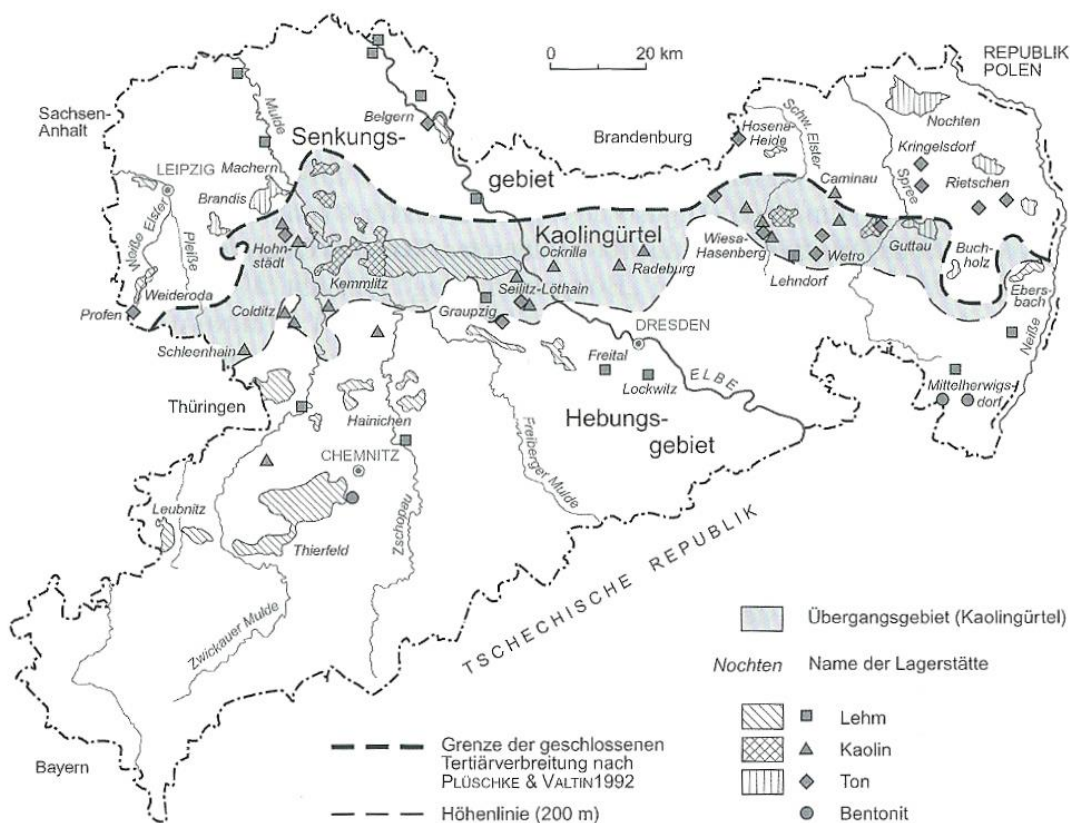 0 20 km
REPUBLIK
POLEN
Sachsen-
Anhalt
Mulde
Belgern
Brandenburg
Hosena-
Heide
Schw. Elster
Nochten
Senkungs-
gebiet
Kringelsdorf
Rietschen
Spree
LEIPZIG
Machern
Brandis
Caminau
Weiße Elster
Pleiße
Hohn-
städt
Kaolingürtel
Ockrilla
Radeburg
Wiesa-
Hasenberg
Wetro
Guttau
Buch-
holz
Lehndorf
Kemmlitz
Seilitz-Löthain
Ebers-
bach
Weideroda
Profen
Colditz
Graupzig
Neiße
Schleenhain
DRESDEN
Freital
Lockwitz
ELBE
Mittelherwigs-
dorf
Thüringen
Hainichen
Hebungs-
gebiet
CHEMNITZ
Freiberger Mulde
Leubnitz
Thierfeld
Zschopau
TSCHECHISCHE REPUBLIK
Zwickauer Mulde
Bayern
Übergangsgebiet (Kaolingürtel)
Nochten Name der Lagerstätte
Lehm
Kaolin
Ton
Bentonit
Grenze der geschlossenen
Tertiärverbreitung nach
PLÜSCHKE & VALTIN1992
Höhenlinie (200 m)